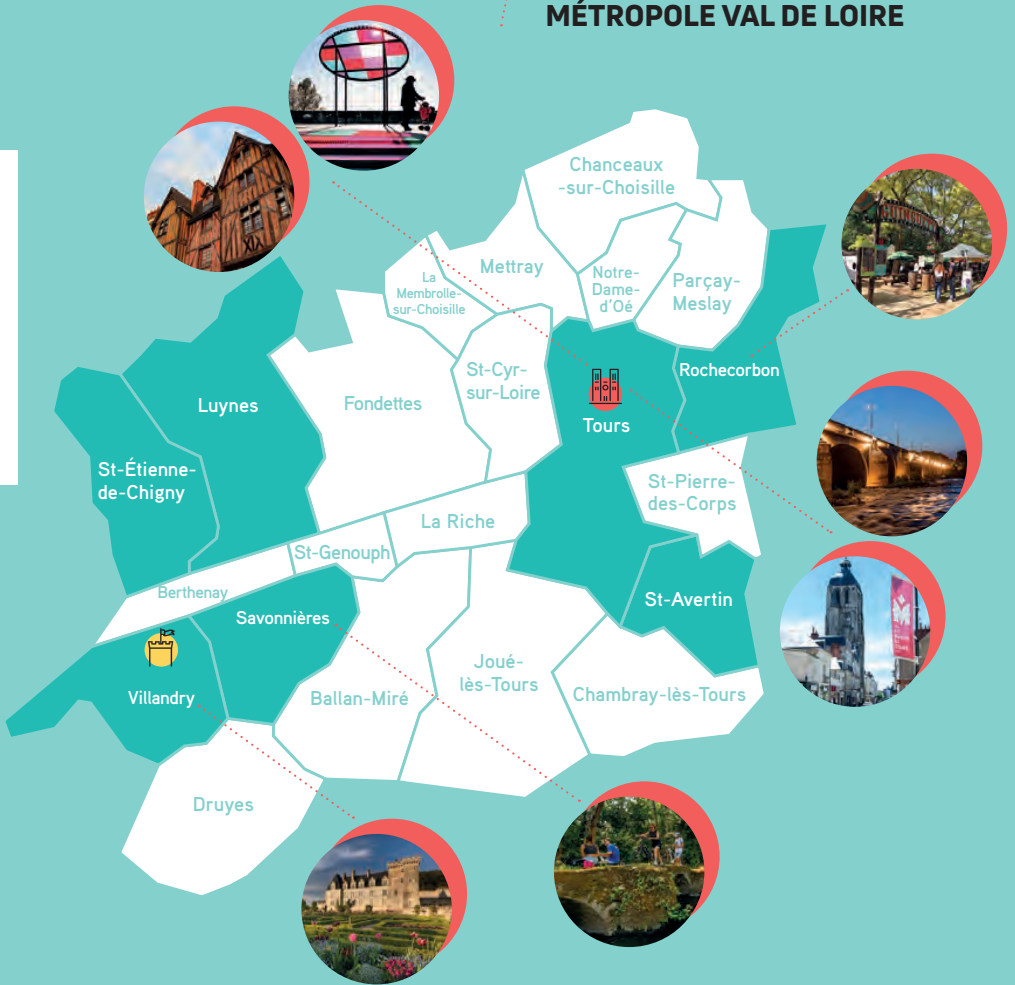 MÉTROPOLE VAL DE LOIRE
Chanceaux
-sur-Choisille
Mettray
La
Membrolle-
sur-Choisille
Notre-
Dame-
d'Oé
Parçay-
Meslay
Rochecorbon
St-Cyr-
sur-Loire
Luynes
Fondettes
Tours
St-Étienne-
de-Chigny
St-Pierre-
des-Corps
La Riche
St-Genouph
Berthenay
St-Avertin
Savonnières
Villandry
Ballan-Miré
Joué-
lès-Tours
Chambray-lès-Tours
Druyes